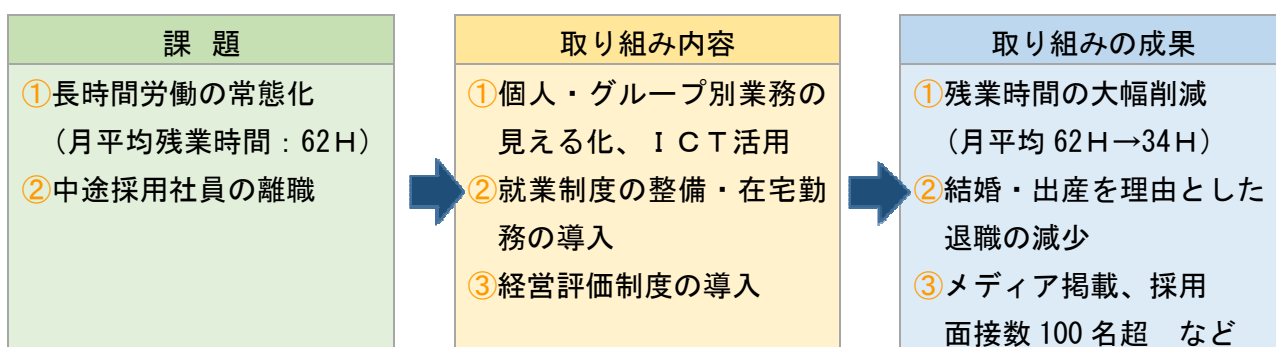 課 題
①長時間労働の常態化
（月平均残業時間：62Ｈ）
②中途採用社員の離職
取り組み内容
①個人・グループ別業務の
見える化、ＩＣＴ活用
②就業制度の整備・在宅勤
務の導入
③経営評価制度の導入
取り組みの成果
①残業時間の大幅削減
（月平均 62Ｈ→34Ｈ）
②結婚・出産を理由とした
退職の減少
③メディア掲載、採用
面接数 100 名超　など